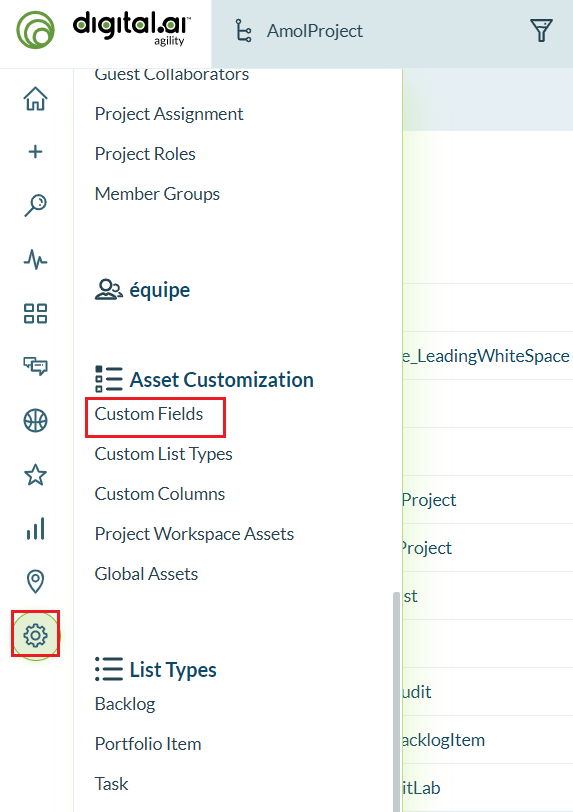 digital.ai™
agility
AmolProject
Guest Collaborators
Project Assignment
Project Roles
Member Groups
équipe
Asset Customization
e_LeadingWhiteSpace
Custom Fields
Custom List Types
Custom Columns
Project
Project Workspace Assets
Project
Global Assets
st
List Types
udit
Backlog
acklogItem
Portfolio Item
Task
itLab